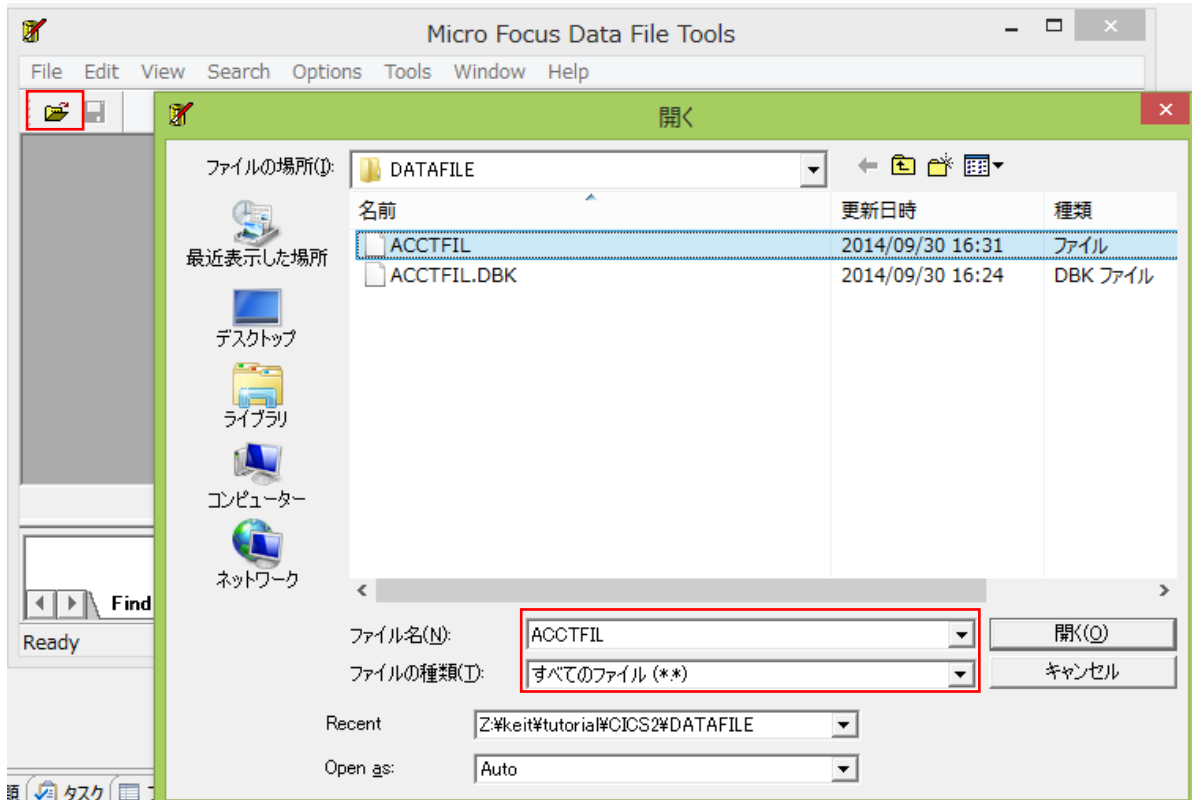 Micro Focus Data File Tools
File Edit View Search Options Tools Window Help
開く
ファイルの場所(I): DATAFILE
名前 更新日時 種類
ACCTFIL 2014/09/30 16:31 ファイル
ACCTFIL.DBK 2014/09/30 16:24 DBK ファイル
最近表示した場所
デスクトップ
ライブラリ
コンピューター
ネットワーク
Find
Ready
ファイル名(N): ACCTFIL 開く(O)
ファイルの種類(T): すべてのファイル (*.*) キャンセル
Recent Z:¥keit¥tutorial¥CICS2¥DATAFILE
Open as: Auto
題 タスク